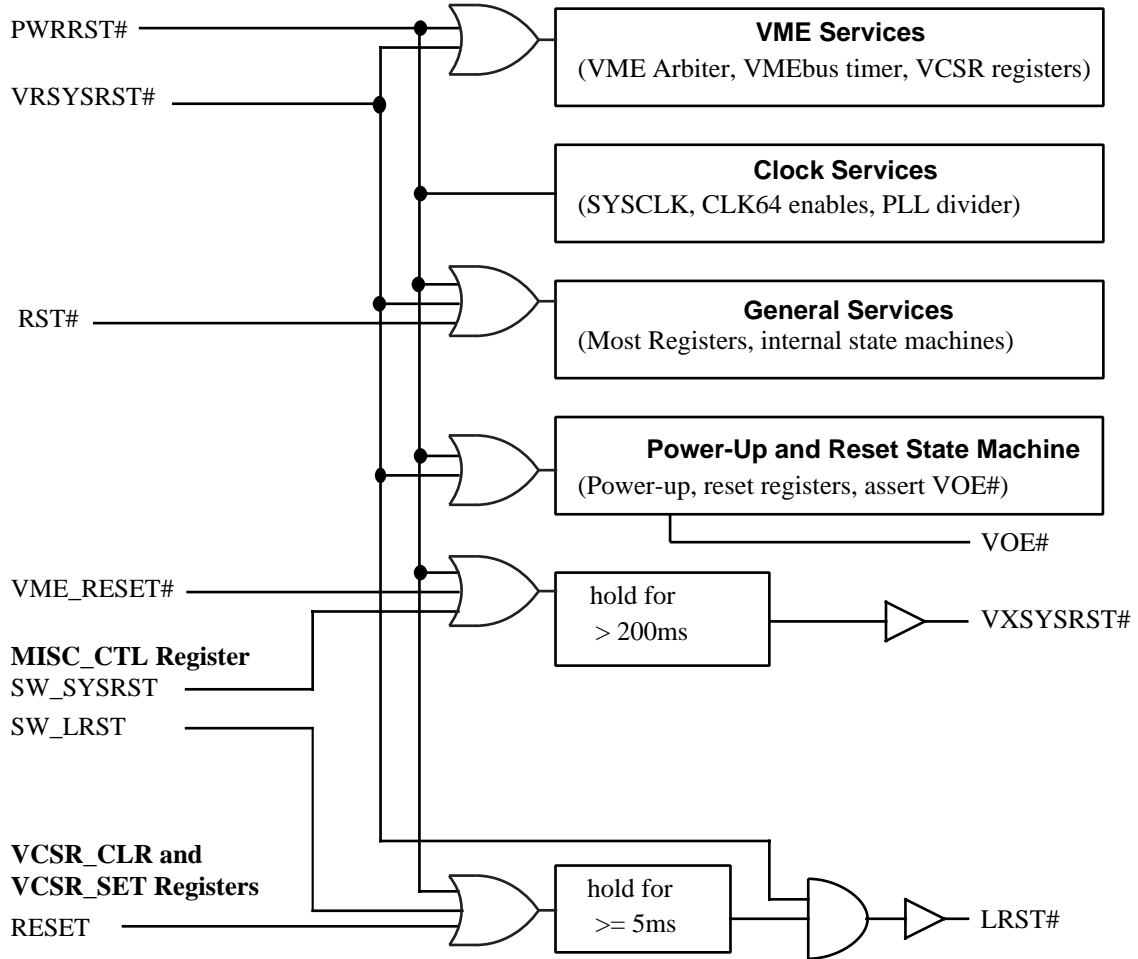 PWRRST#
VME Services
(VME Arbiter, VMEbus timer, VCSR registers)
VRSYSRST#
Clock Services
(SYSCLK, CLK64 enables, PLL divider)
RST#
General Services
(Most Registers, internal state machines)
Power-Up and Reset State Machine
(Power-up, reset registers, assert VOE#)
VOE#
VME_RESET#
hold for
> 200ms
VXSYSRST#
MISC_CTL Register
SW_SYSRST
SW_LRST
VCSR_CLR and
VCSR_SET Registers
RESET
hold for
>= 5ms
LRST#